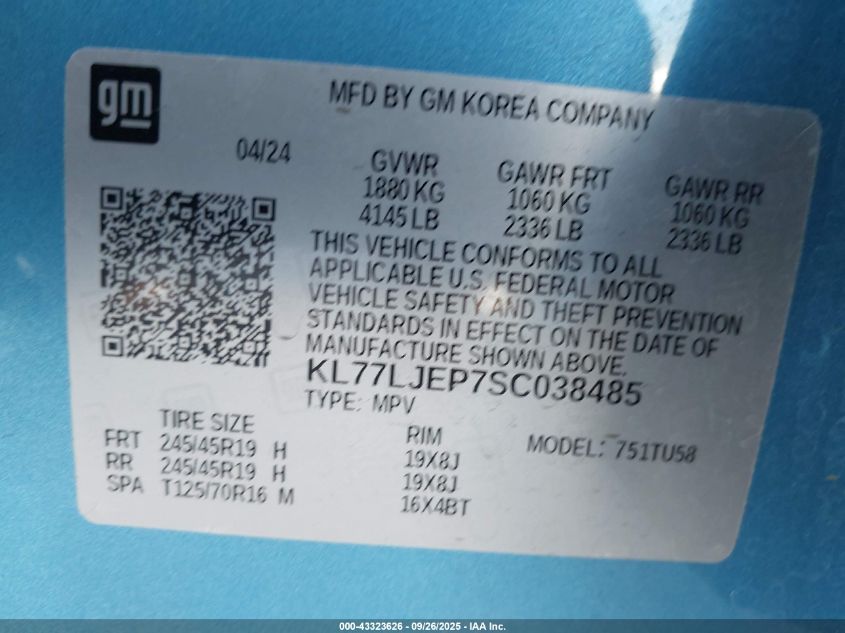 gm
MFD BY GM KOREA COMPANY
04/24
GVWR
1880 KG
4145 LB
GAWR FRT
1060 KG
2336 LB
GAWR RR
1060 KG
2336 LB
THIS VEHICLE CONFORMS TO ALL
APPLICABLE U.S. FEDERAL MOTOR
VEHICLE SAFETY AND THEFT PREVENTION
STANDARDS IN EFFECT ON THE DATE OF
MANUFACTURE SHOWN ABOVE.
KL77LJEP7SC038485
TYPE: MPV
TIRE SIZE
FRT 245/45R19 H
RR 245/45R19 H
SPA T125/70R16 M
RIM
19X8J
19X8J
16X4BT
MODEL: 751TU58
000-43323626 - 09/26/2025 - IAA Inc.